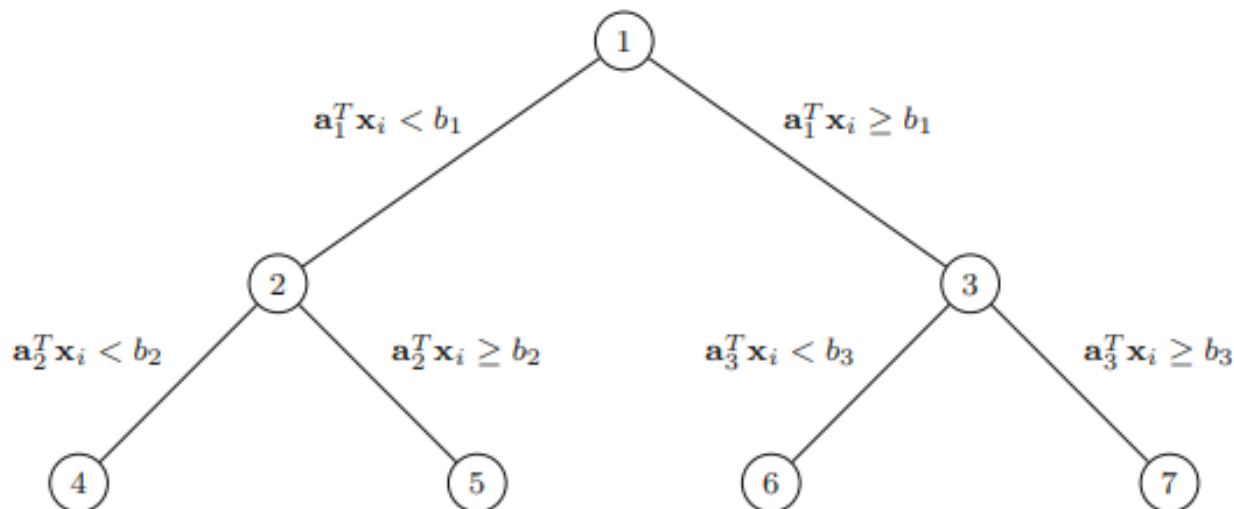 1
𝐚₁ᵀ𝐱ᵢ < b₁ 𝐚₁ᵀ𝐱ᵢ ≥ b₁
2 3
𝐚₂ᵀ𝐱ᵢ < b₂ 𝐚₂ᵀ𝐱ᵢ ≥ b₂ 𝐚₃ᵀ𝐱ᵢ < b₃ 𝐚₃ᵀ𝐱ᵢ ≥ b₃
4 5 6 7